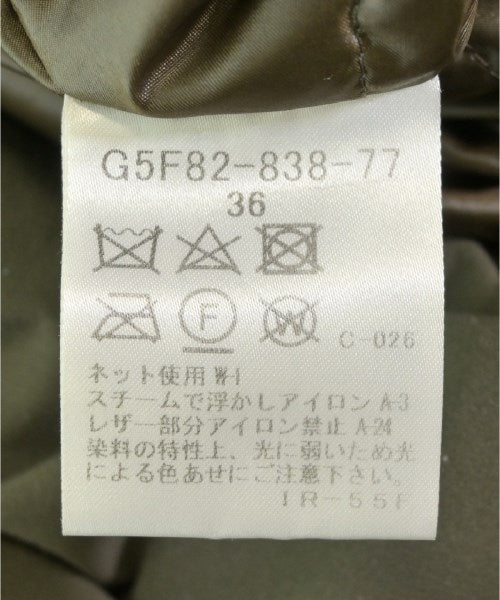 G5F82-838-77
36
F W C-026
ネット使用 W-1
スチームで浮かしアイロン A-3
レザー部分アイロン禁止 A-24
染料の特性上、光に弱いため光
による色あせにご注意下さい。
IR-55F